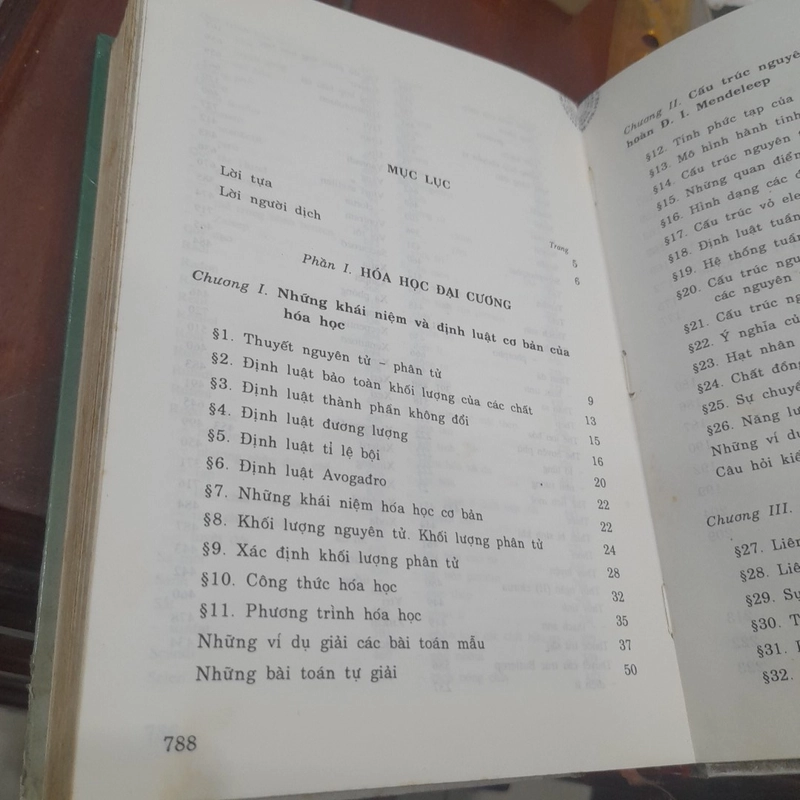 MỤC LỤC
Trang
Lời tựa 5
Lời người dịch 6
Phần I. HÓA HỌC ĐẠI CƯƠNG
Chương I. Những khái niệm và định luật cơ bản của
hóa học
§1. Thuyết nguyên tử – phân tử 9
§2. Định luật bảo toàn khối lượng của các chất 13
§3. Định luật thành phần không đổi 15
§4. Định luật đương lượng 16
§5. Định luật tỉ lệ bội 20
§6. Định luật Avogađro 22
§7. Những khái niệm hóa học cơ bản 22
§8. Khối lượng nguyên tử. Khối lượng phân tử 24
§9. Xác định khối lượng phân tử 28
§10. Công thức hóa học 32
§11. Phương trình hóa học 35
Những ví dụ giải các bài toán mẫu 37
Những bài toán tự giải 50
788
Chương II. Cấu trúc nguyê
hoàn Đ. I. Mendeleep
§12. Tính phức tạp của
§13. Mô hình hành tinh
§14. Cấu trúc nguyên
§15. Những quan điểm
§16. Hình dạng các đ
§17. Cấu trúc vỏ ele
§18. Định luật tuần
§19. Hệ thống tuần
§20. Cấu trúc ngu
các nguyên
§21. Cấu trúc ng
§22. Ý nghĩa củ
§23. Hạt nhân
§24. Chất đồng
§25. Sự chuyể
§26. Năng lư
Những ví dụ
Câu hỏi kiể
Chương III.
§27. Liên
§28. Liê
§29. Sự
§30. T
§31.
§32.